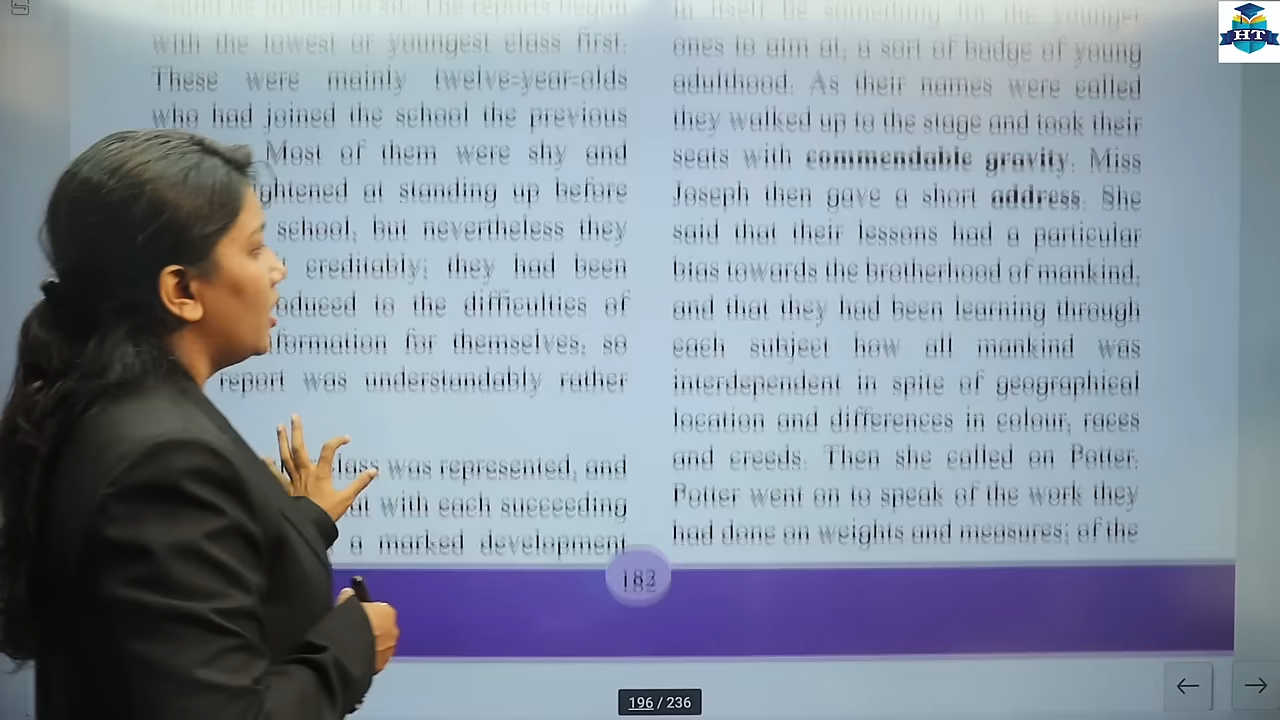 with the lowest or youngest class first.
These were mainly twelve-year-olds
who had joined the school the previous
Most of them were shy and
ghtened at standing up before
school, but nevertheless they
creditably; they had been
oduced to the difficulties of
formation for themselves, so
report was understandably rather
class was represented, and
at with each succeeding
a marked development
in itself be something for the younger
ones to aim at; a sort of badge of young
adulthood. As their names were called
they walked up to the stage and took their
seats with commendable gravity. Miss
Joseph then gave a short address. She
said that their lessons had a particular
bias towards the brotherhood of mankind,
and that they had been learning through
each subject how all mankind was
interdependent in spite of geographical
location and differences in colour, races
and creeds. Then she called on Potter.
Potter went on to speak of the work they
had done on weights and measures; of the
182
196 / 236
HT